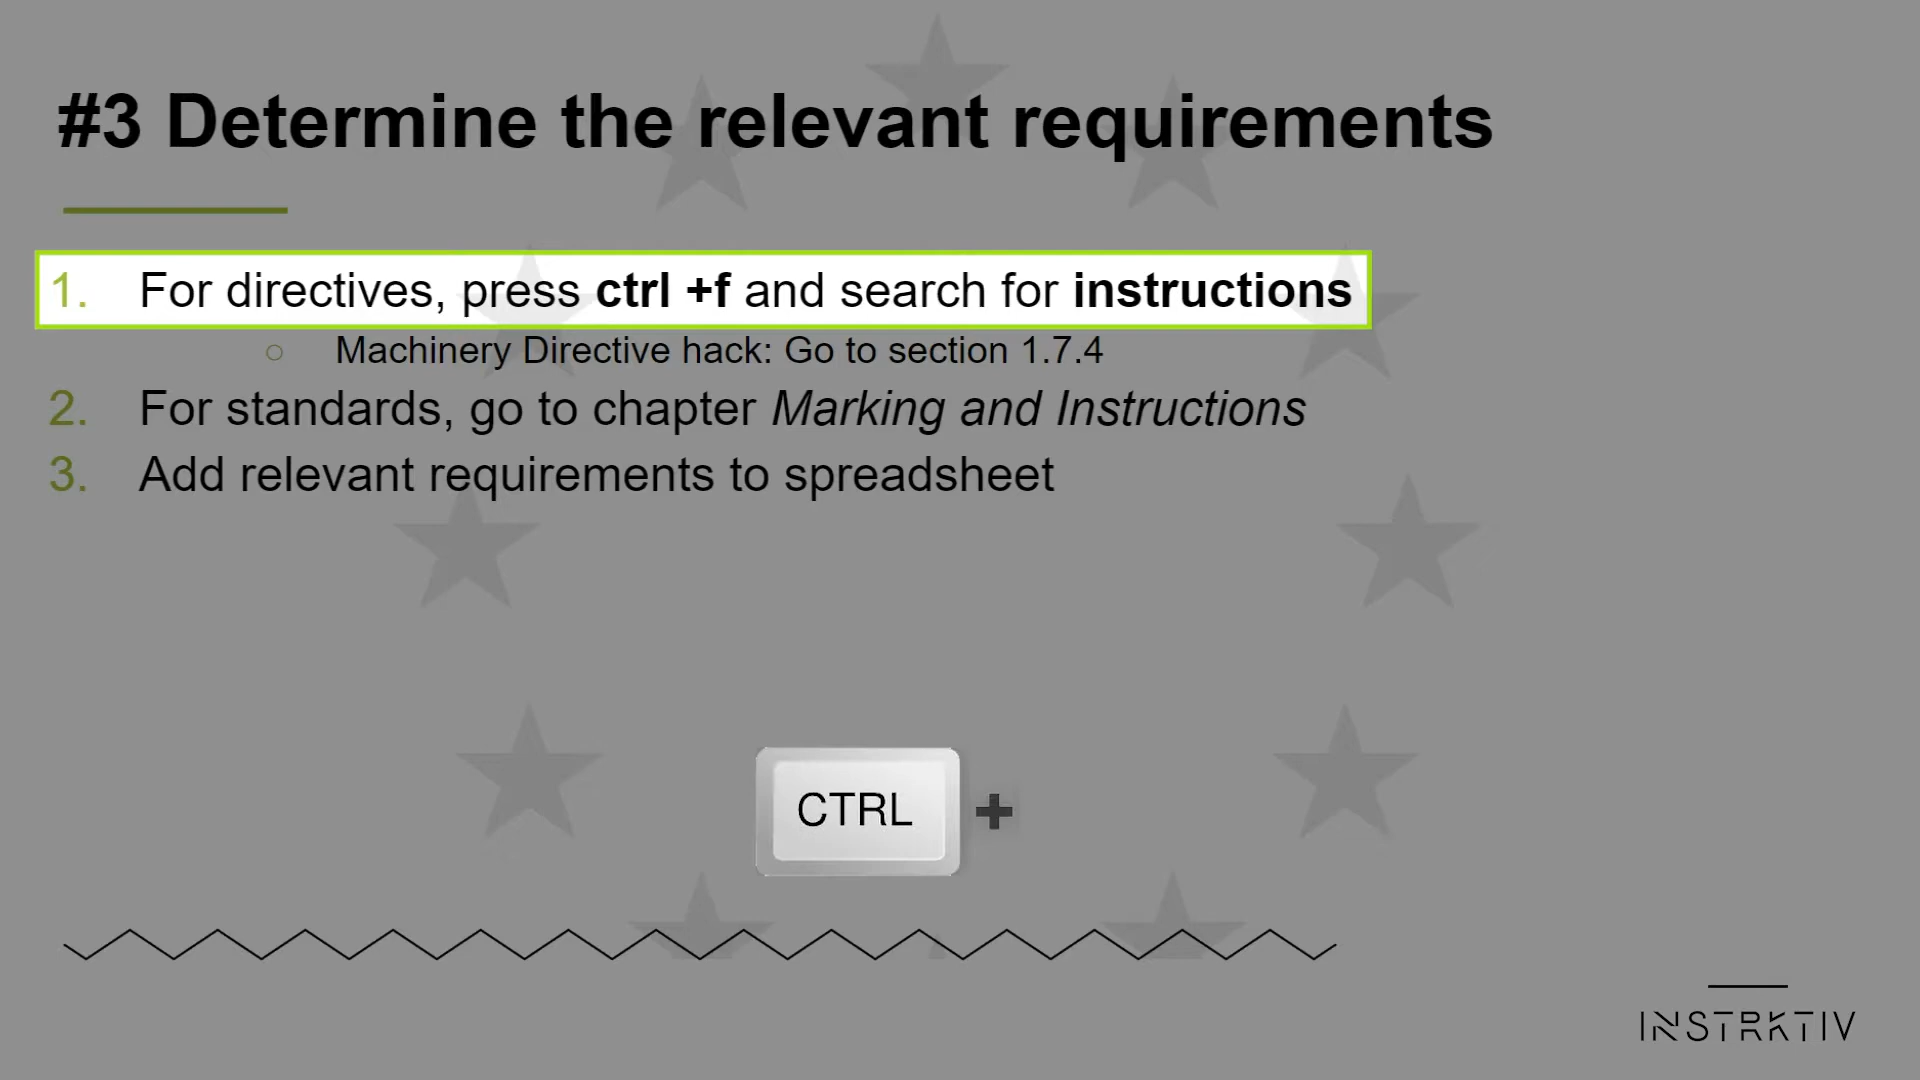 #3 Determine the relevant requirements
1. For directives, press ctrl +f and search for instructions
○ Machinery Directive hack: Go to section 1.7.4
2. For standards, go to chapter Marking and Instructions
3. Add relevant requirements to spreadsheet
CTRL +
INSTRKTIV